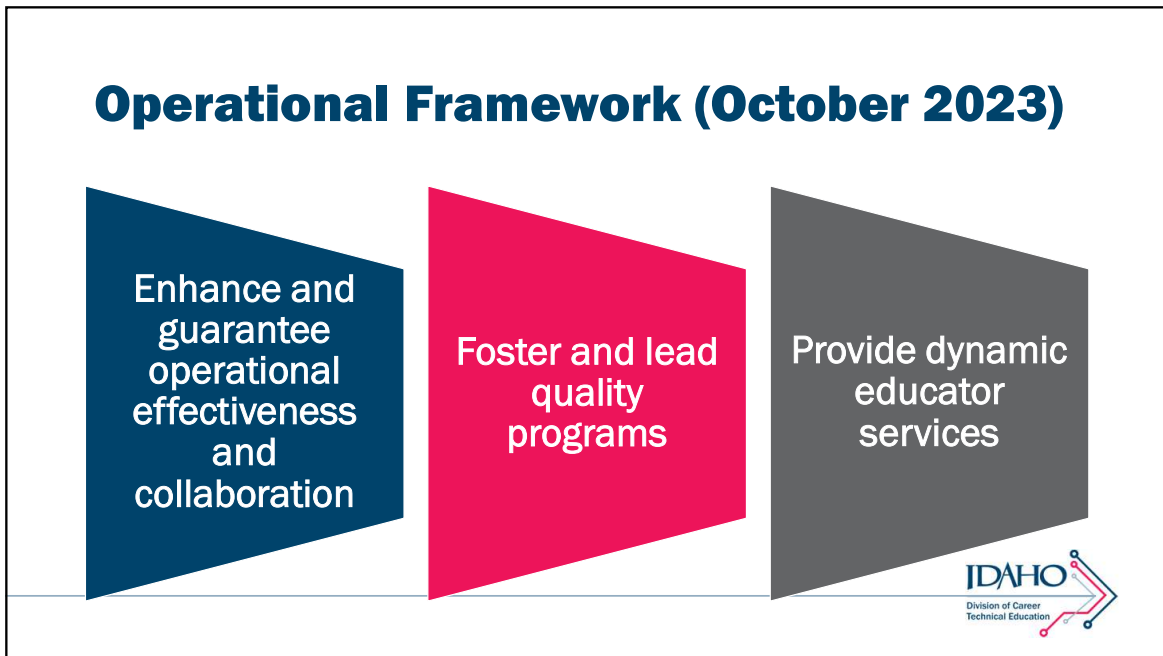 Operational Framework (October 2023)
Enhance and
guarantee
operational
effectiveness
and
collaboration
Foster and lead
quality
programs
Provide dynamic
educator
services
IDAHO
Division of Career
Technical Education